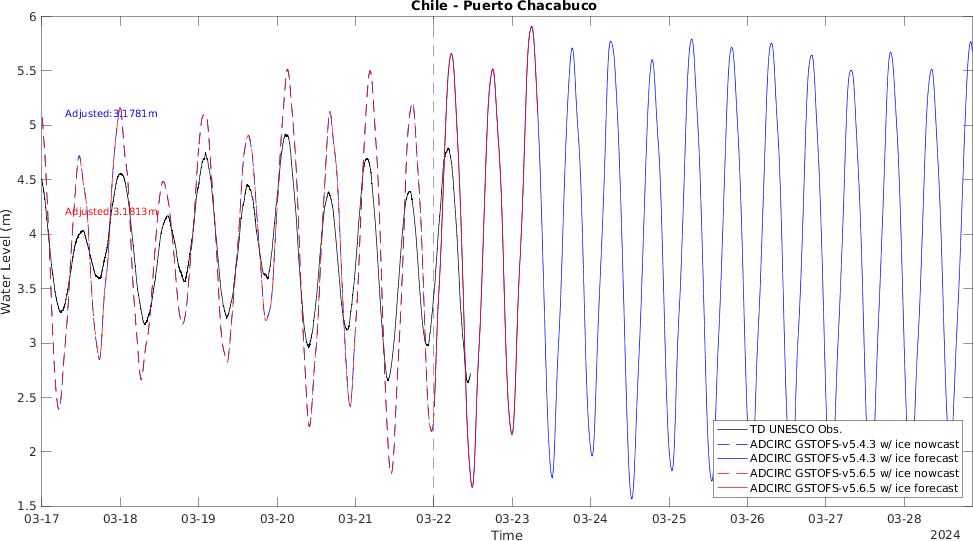 Chile - Puerto Chacabuco
6
5.5
5
4.5
4
3.5
3
2.5
2
1.5
Water Level (m)
Adjusted:3.1781m
Adjusted:3.1813m
TD UNESCO Obs.
ADCIRC GSTOFS-v5.4.3 w/ ice nowcast
ADCIRC GSTOFS-v5.4.3 w/ ice forecast
ADCIRC GSTOFS-v5.6.5 w/ ice nowcast
ADCIRC GSTOFS-v5.6.5 w/ ice forecast
03-17 03-18 03-19 03-20 03-21 03-22 03-23 03-24 03-25 03-26 03-27 03-28
Time
2024